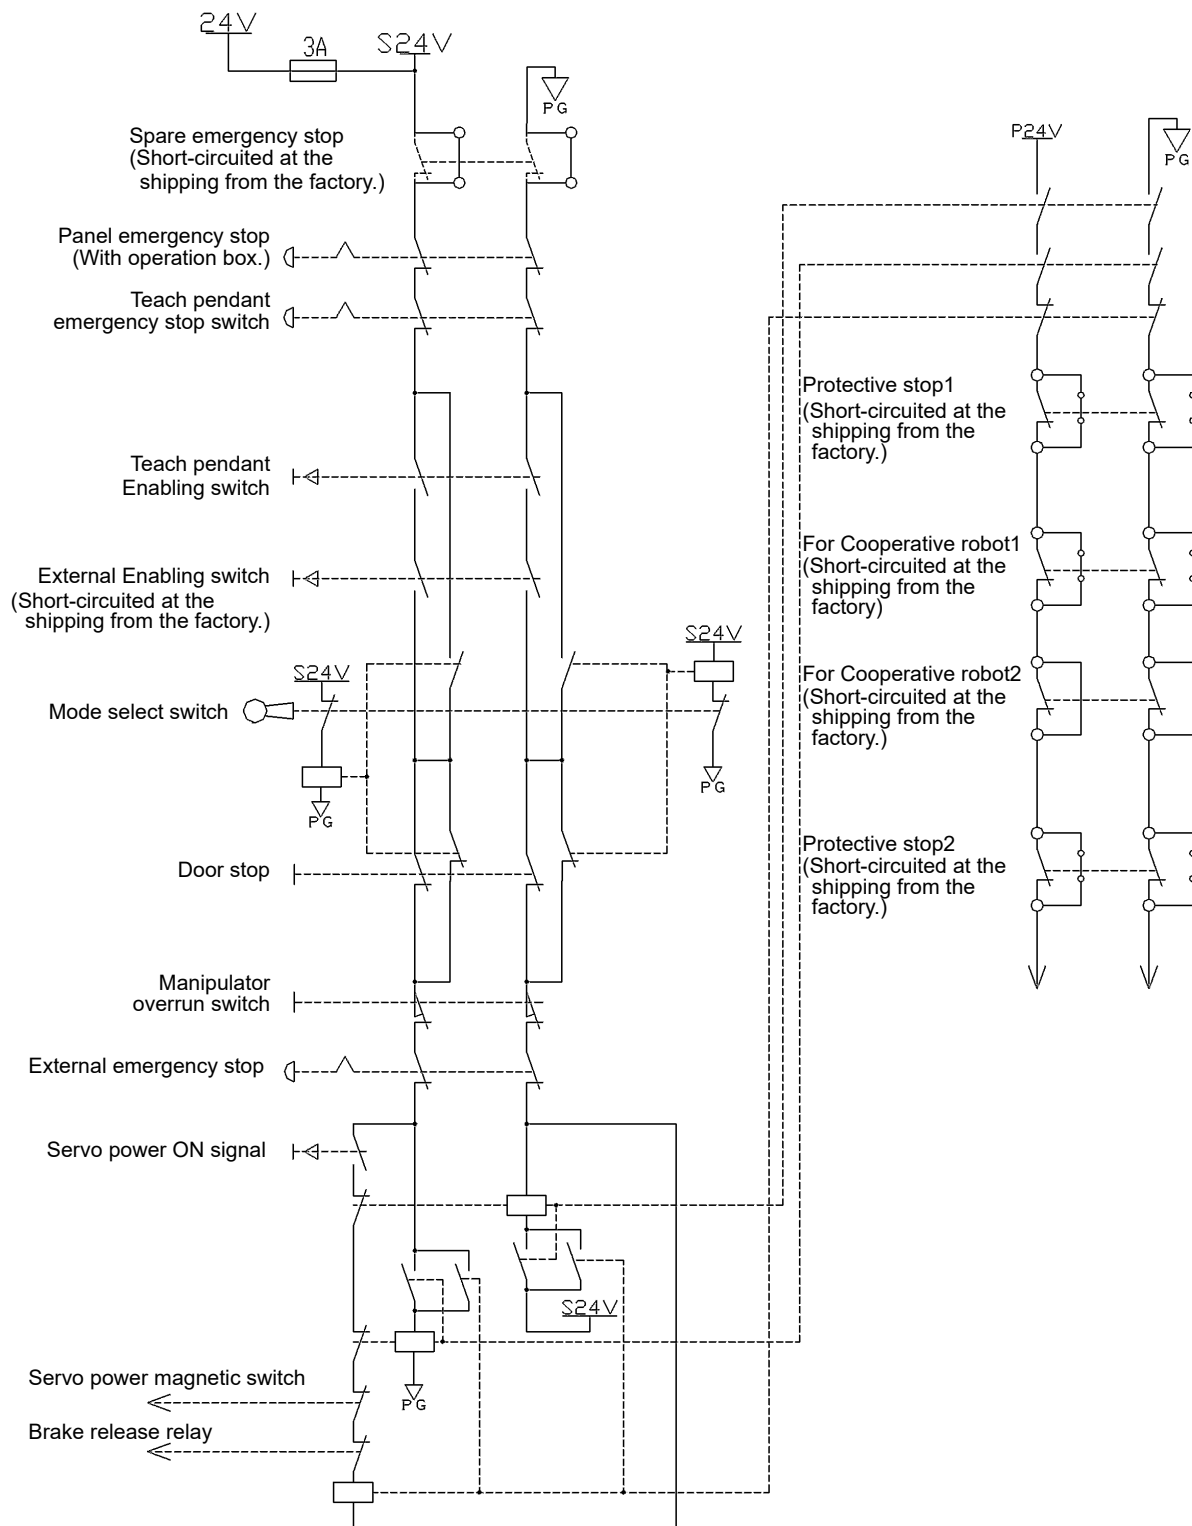 24V
3A
S24V
PG
Spare emergency stop
(Short-circuited at the
shipping from the factory.)
P24V
PG
Panel emergency stop
(With operation box.)
Teach pendant
emergency stop switch
Protective stop1
(Short-circuited at the
shipping from the
factory.)
Teach pendant
Enabling switch
For Cooperative robot1
(Short-circuited at the
shipping from the
factory)
External Enabling switch
(Short-circuited at the
shipping from the factory.)
S24V
S24V
For Cooperative robot2
(Short-circuited at the
shipping from the
factory.)
Mode select switch
PG
PG
Door stop
Protective stop2
(Short-circuited at the
shipping from the
factory.)
Manipulator
overrun switch
External emergency stop
Servo power ON signal
S24V
Servo power magnetic switch
PG
Brake release relay